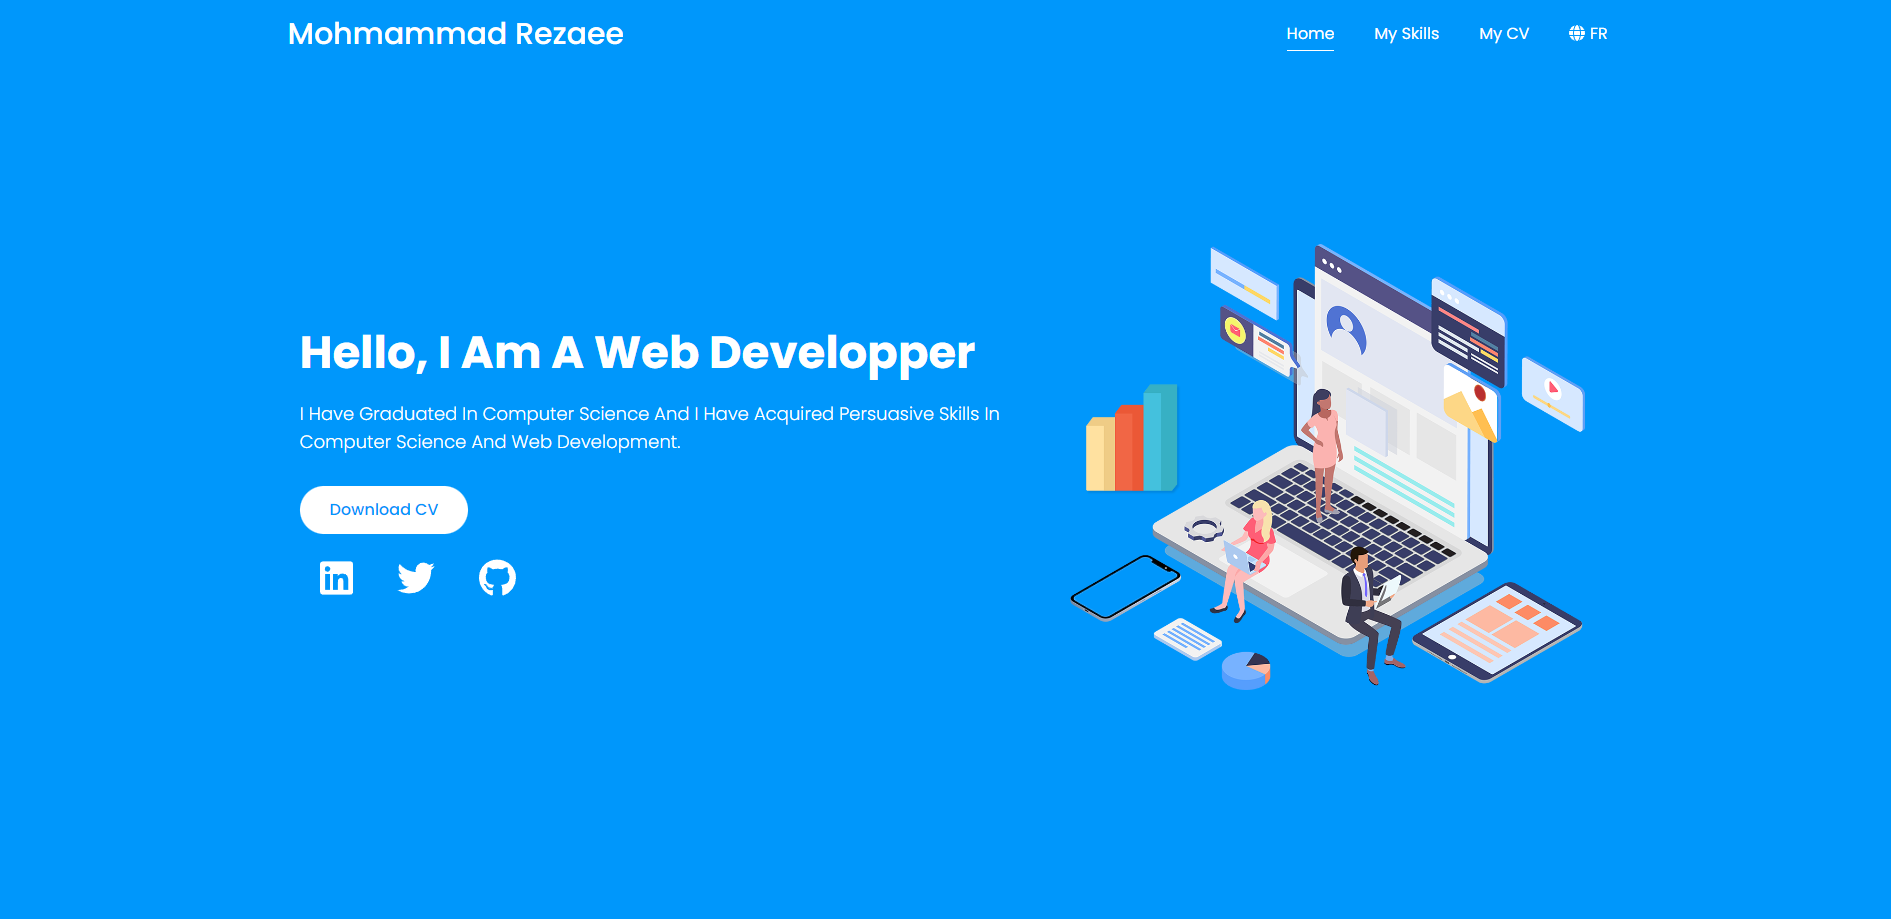 Mohmammad Rezaee
Home
My Skills
My CV
FR
Hello, I Am A Web Developper
I Have Graduated In Computer Science And I Have Acquired Persuasive Skills In
Computer Science And Web Development.
Download CV